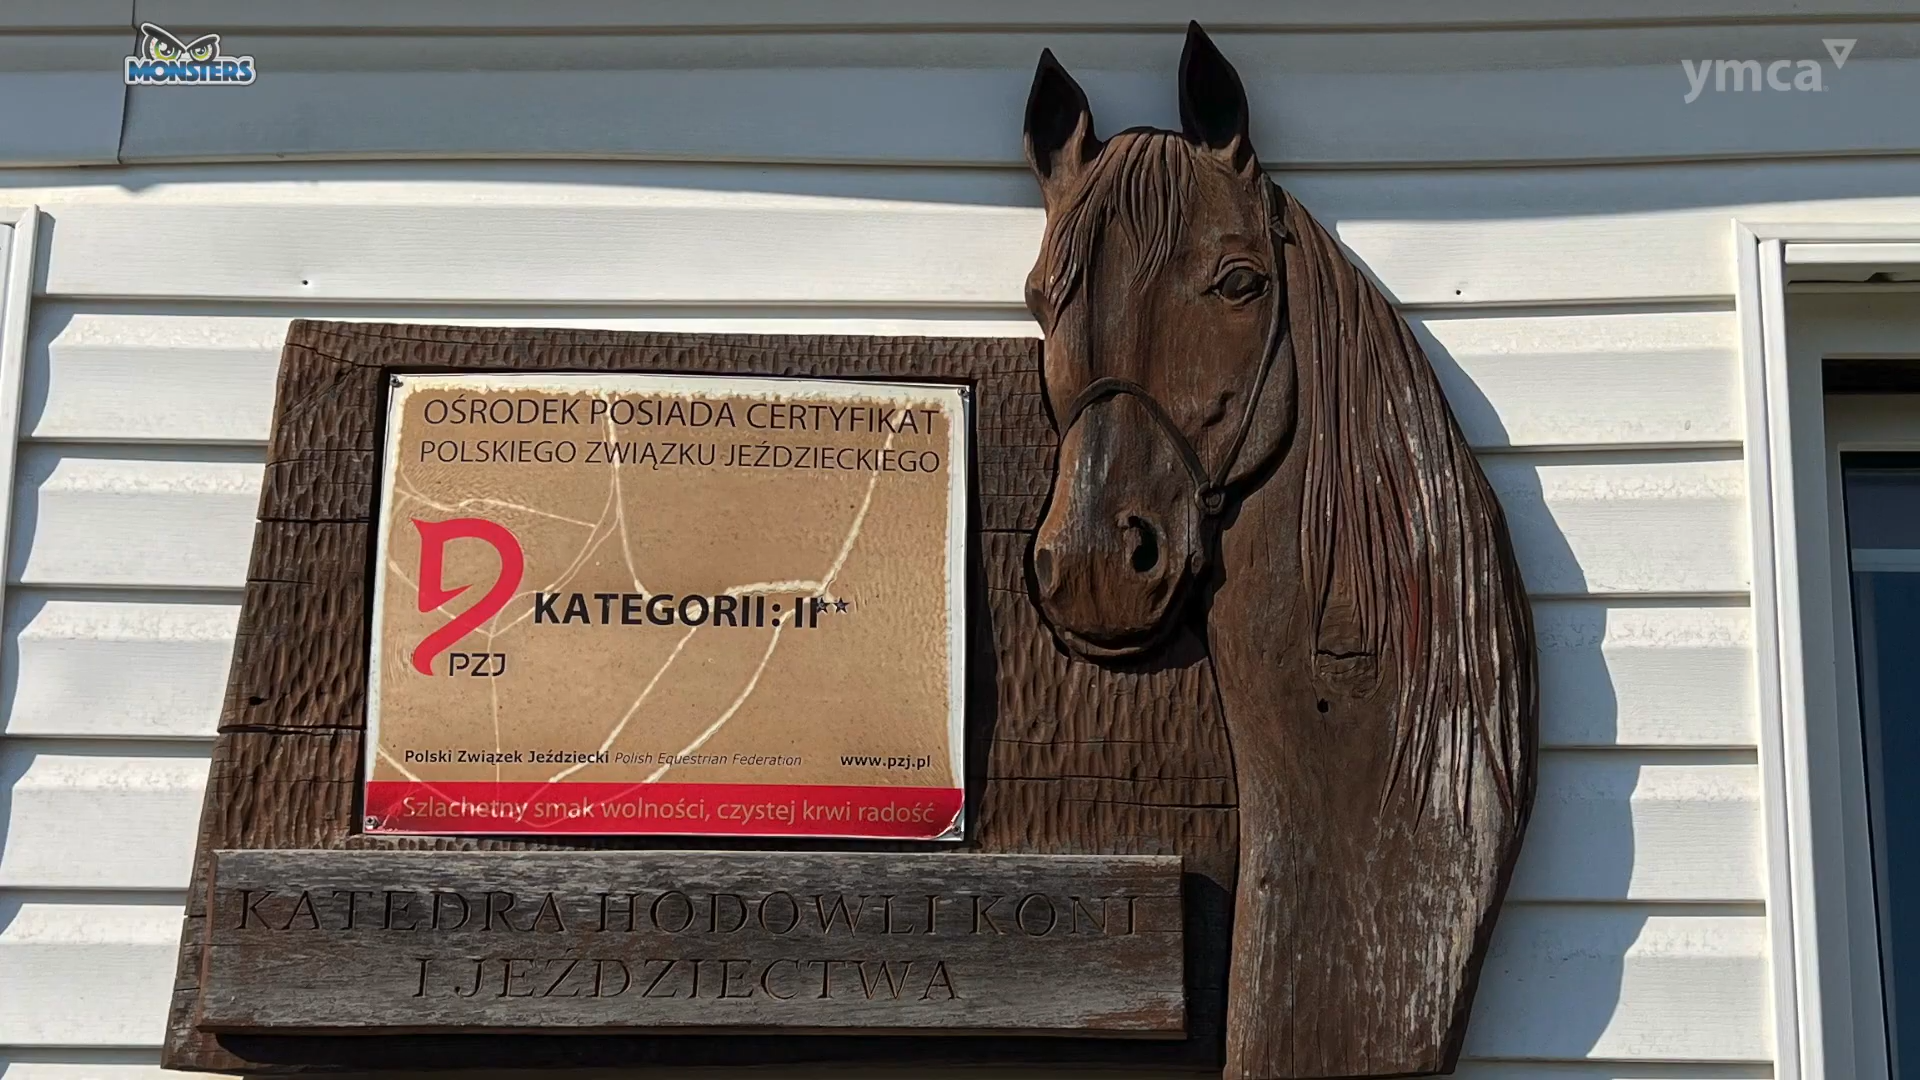 MONSTERS
ymca
OŚRODEK POSIADA CERTYFIKAT
POLSKIEGO ZWIĄZKU JEŹDZIECKIEGO
KATEGORII: II**
PZJ
Polski Związek Jeździecki Polish Equestrian Federation www.pzj.pl
Szlachetny smak wolności, czystej krwi radość
KATEDRA HODOWLI KONI
I JEŹDZIECTWA